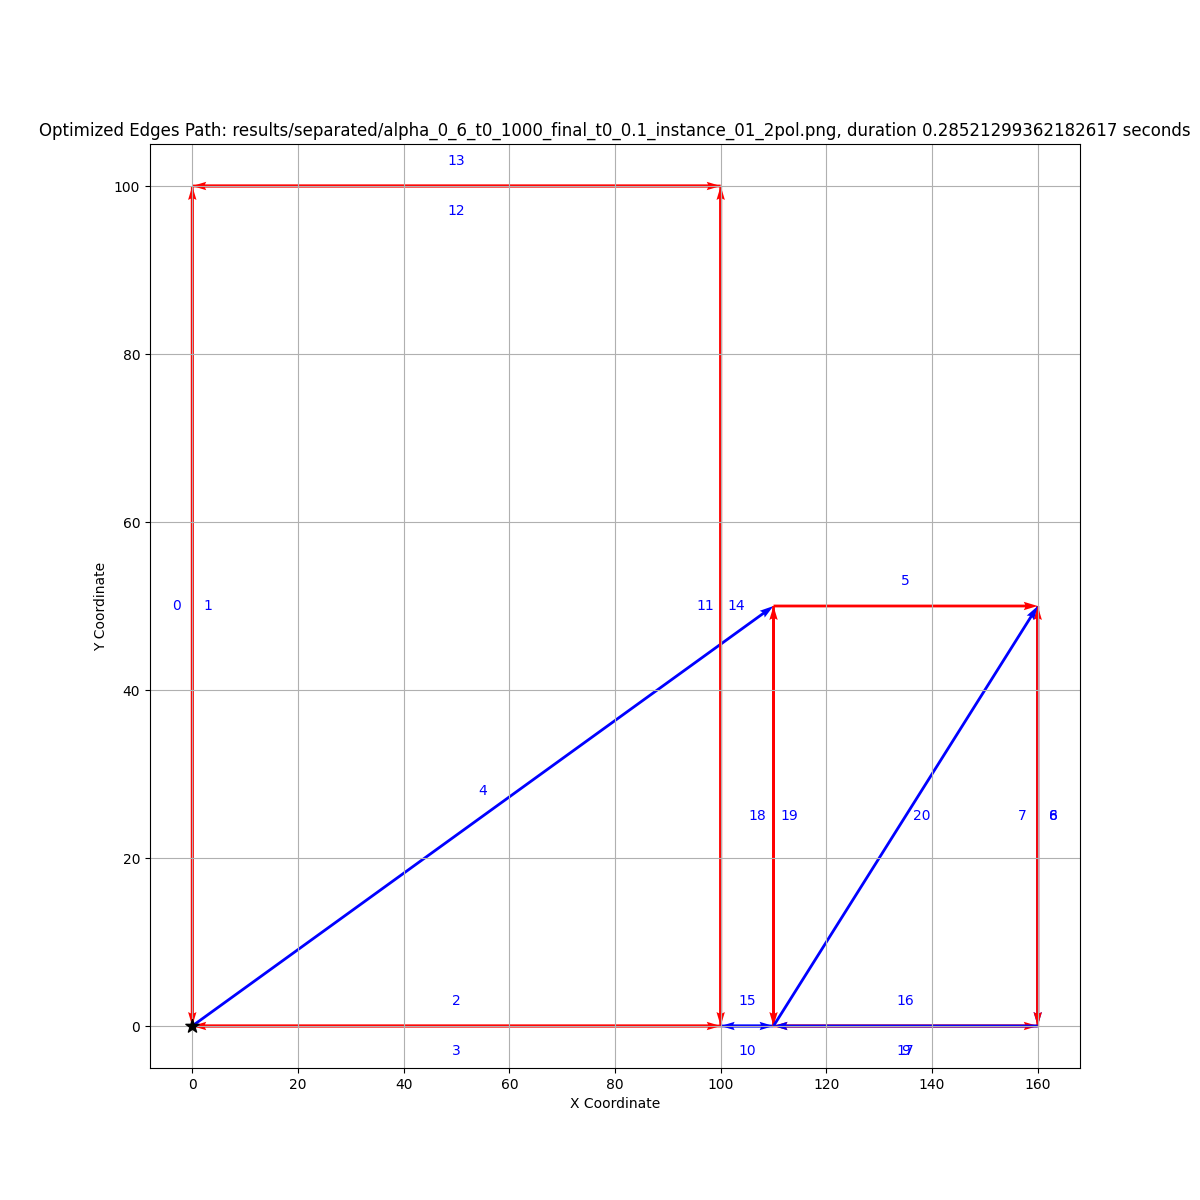 Optimized Edges Path: results/separated/alpha_0_6_t0_1000_final_t0_0.1_instance_01_2pol.png, duration 0.28521299362182617 seconds
13
100
12
80
60
5
0 1 11 14
Y Coordinate
40
4 18 19 20 7
20
2 15 16
0
3 10
0 20 40 60 80 100 120 140 160
X Coordinate